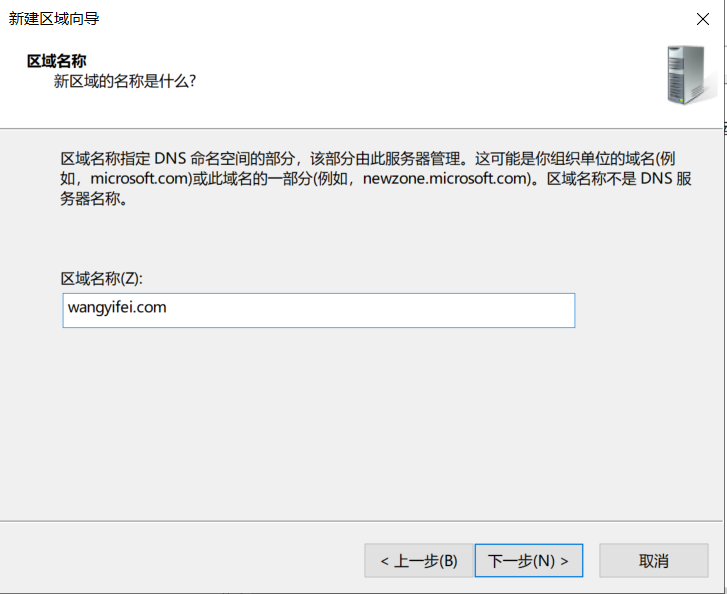 新建区域向导
区域名称
新区域的名称是什么?
区域名称指定 DNS 命名空间的部分，该部分由此服务器管理。这可能是你组织单位的域名(例
如，microsoft.com)或此域名的一部分(例如，newzone.microsoft.com)。区域名称不是 DNS 服
务器名称。
区域名称(Z):
wangyifei.com
< 上一步(B)
下一步(N) >
取消